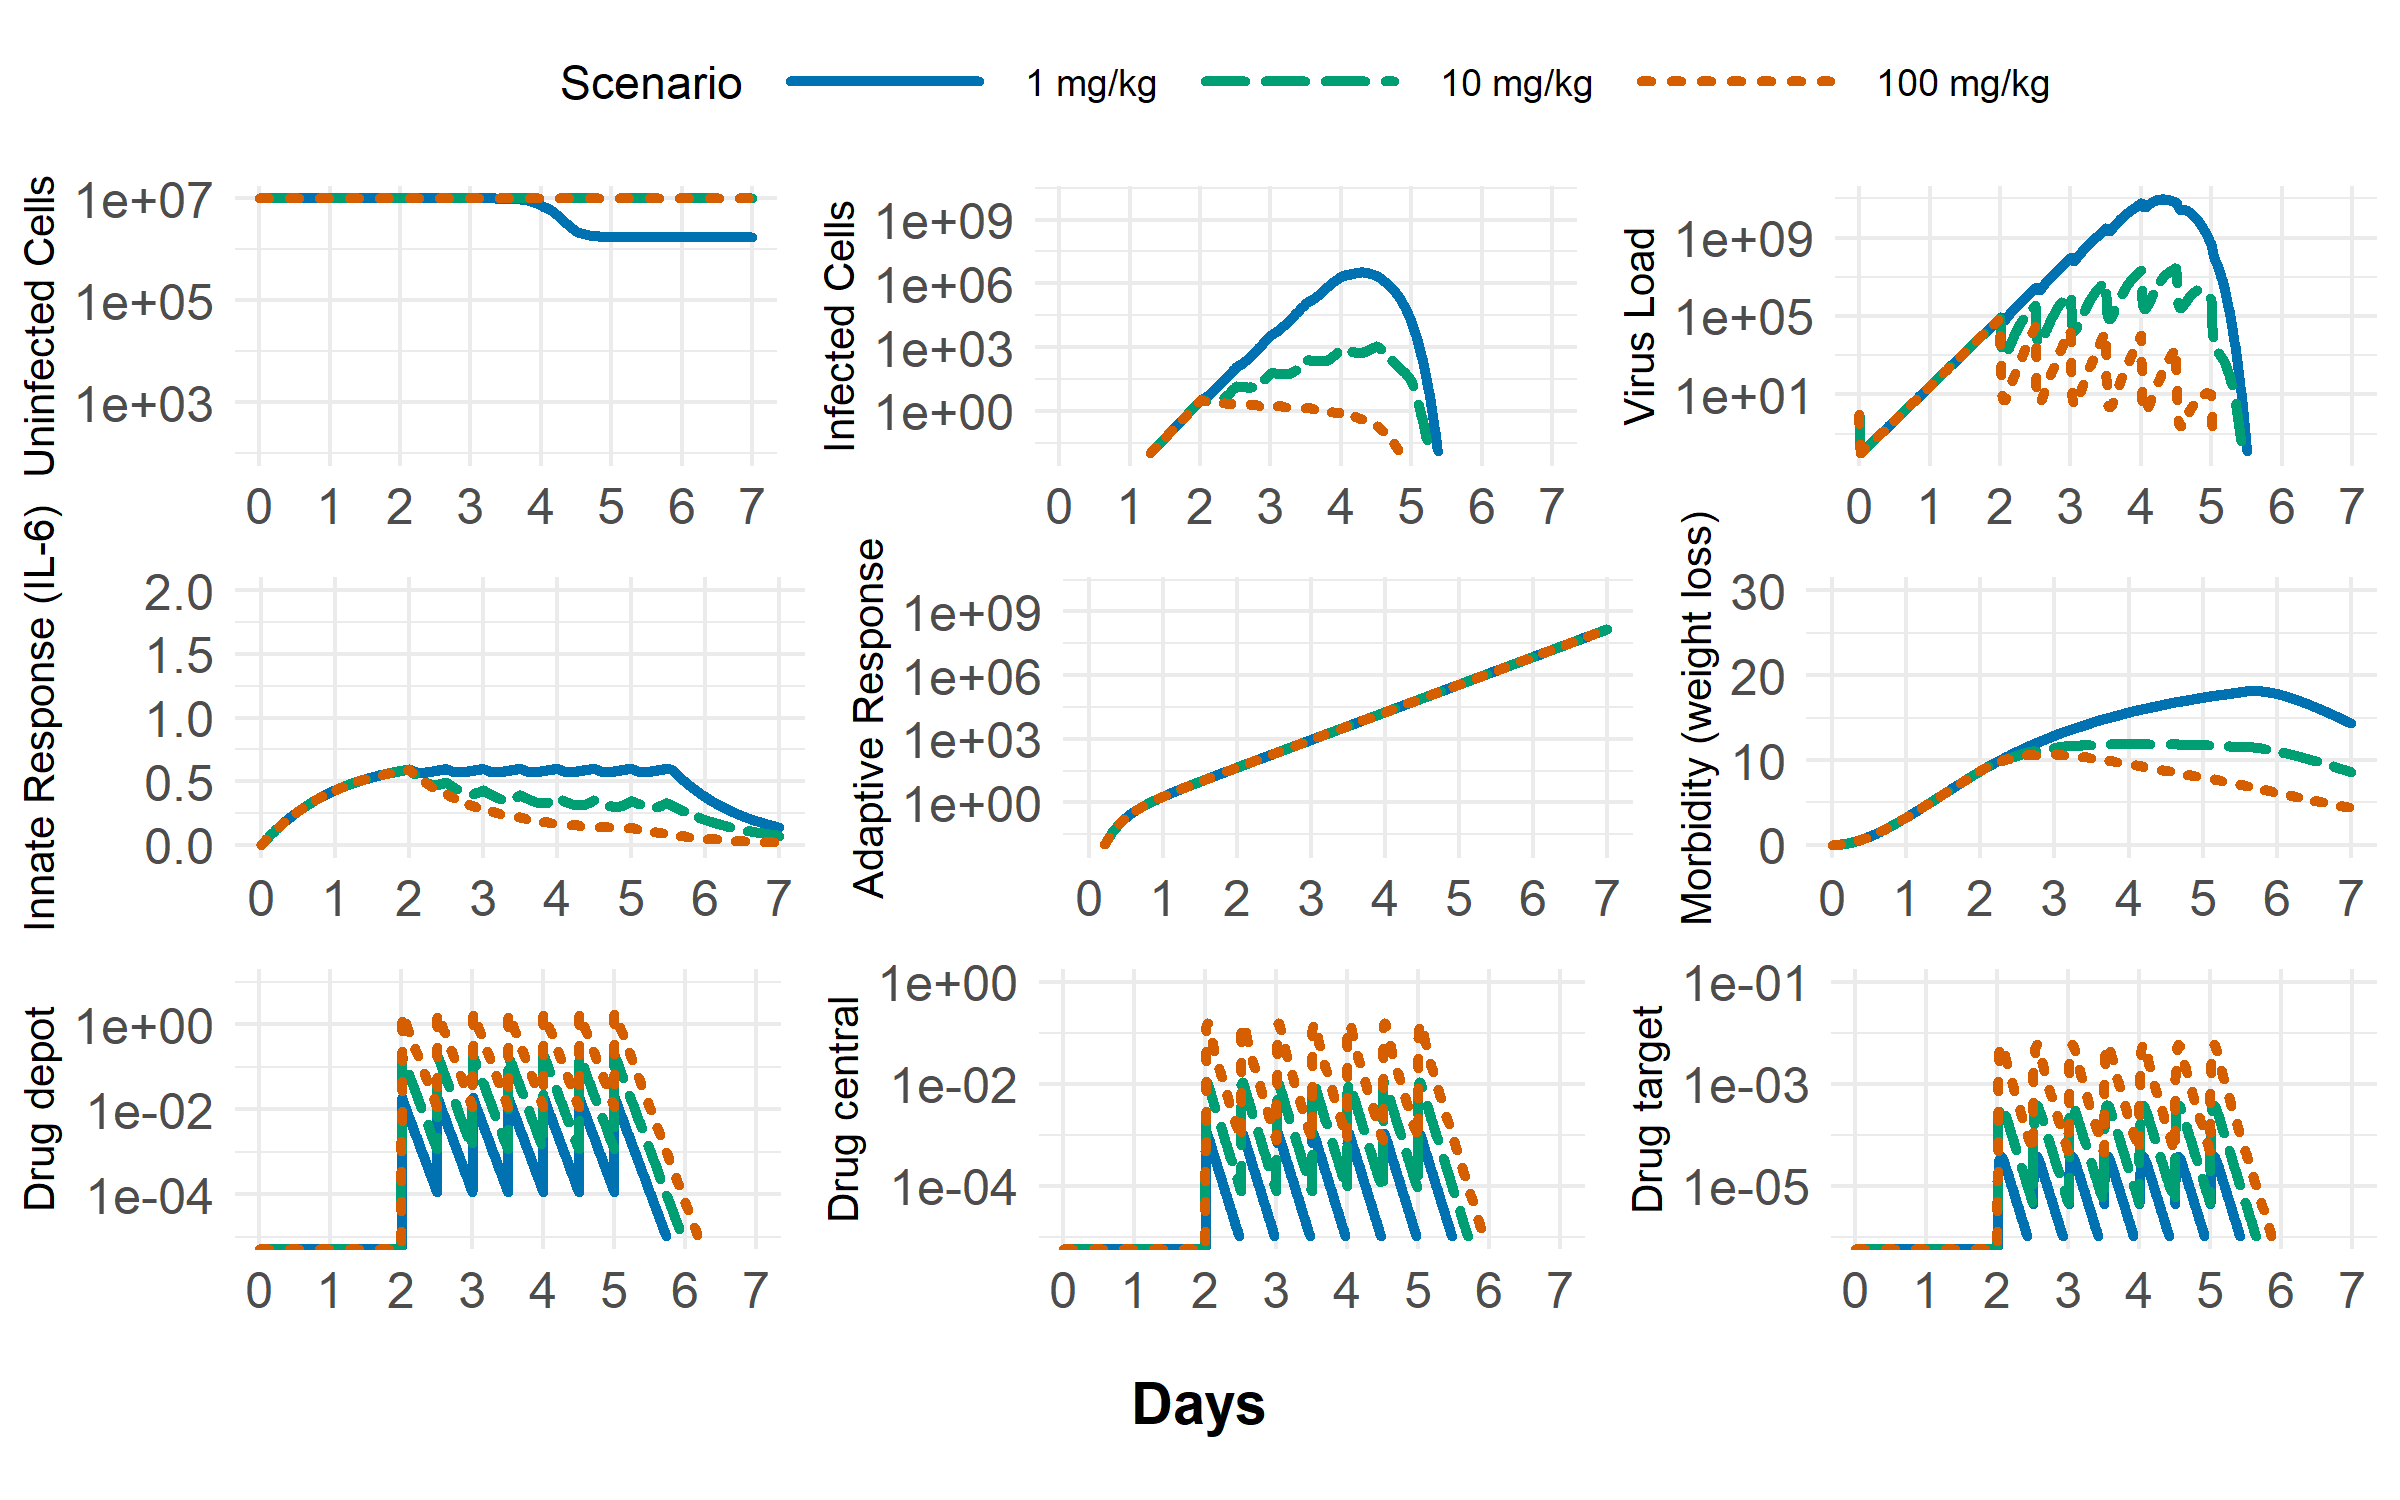 Scenario 1 mg/kg 10 mg/kg 100 mg/kg
Uninfected Cells
1e+07
1e+05
1e+03
0 1 2 3 4 5 6 7
Infected Cells
1e+09
1e+06
1e+03
1e+00
0 1 2 3 4 5 6 7
Virus Load
1e+09
1e+05
1e+01
0 1 2 3 4 5 6 7
Innate Response (IL-6)
2.0
1.5
1.0
0.5
0.0
0 1 2 3 4 5 6 7
Adaptive Response
1e+09
1e+06
1e+03
1e+00
0 1 2 3 4 5 6 7
Morbidity (weight loss)
30
20
10
0
0 1 2 3 4 5 6 7
Drug depot
1e+00
1e-02
1e-04
0 1 2 3 4 5 6 7
Drug central
1e+00
1e-02
1e-04
0 1 2 3 4 5 6 7
Drug target
1e-01
1e-03
1e-05
0 1 2 3 4 5 6 7
Days